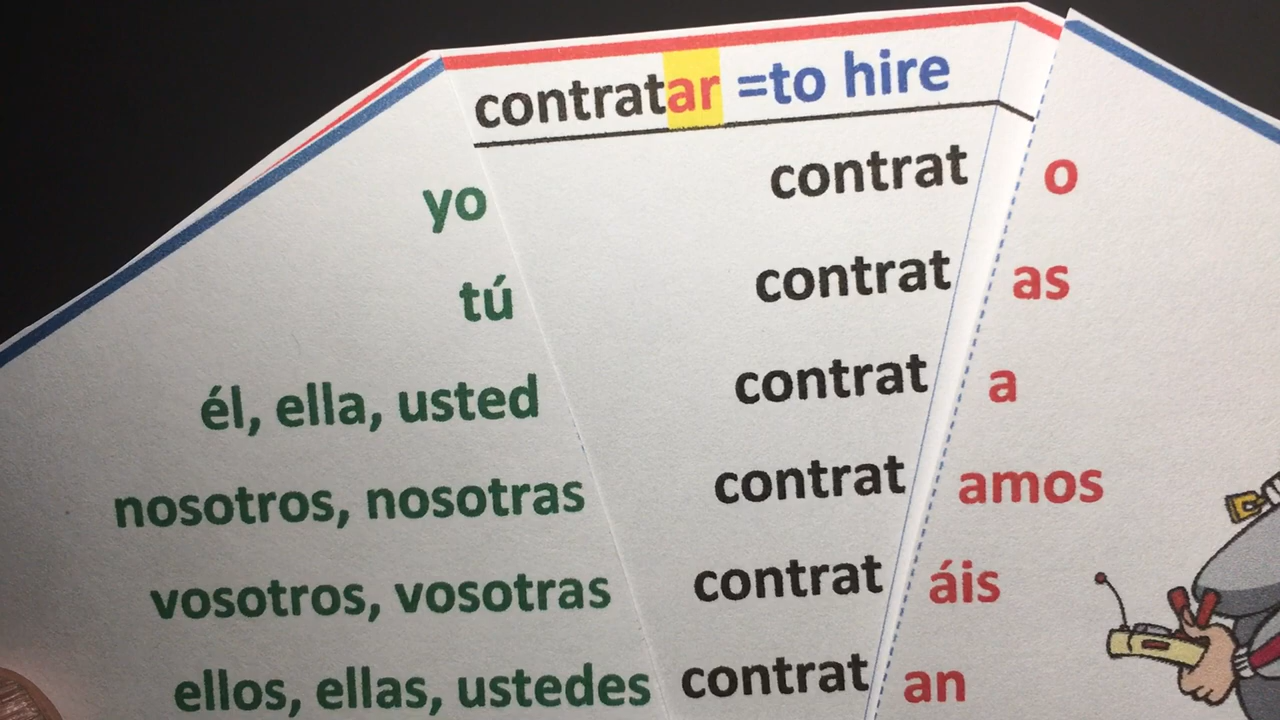 contratar =to hire
yo contrat o
tú contrat as
él, ella, usted contrat a
nosotros, nosotras contrat amos
vosotros, vosotras contrat áis
ellos, ellas, ustedes contrat an